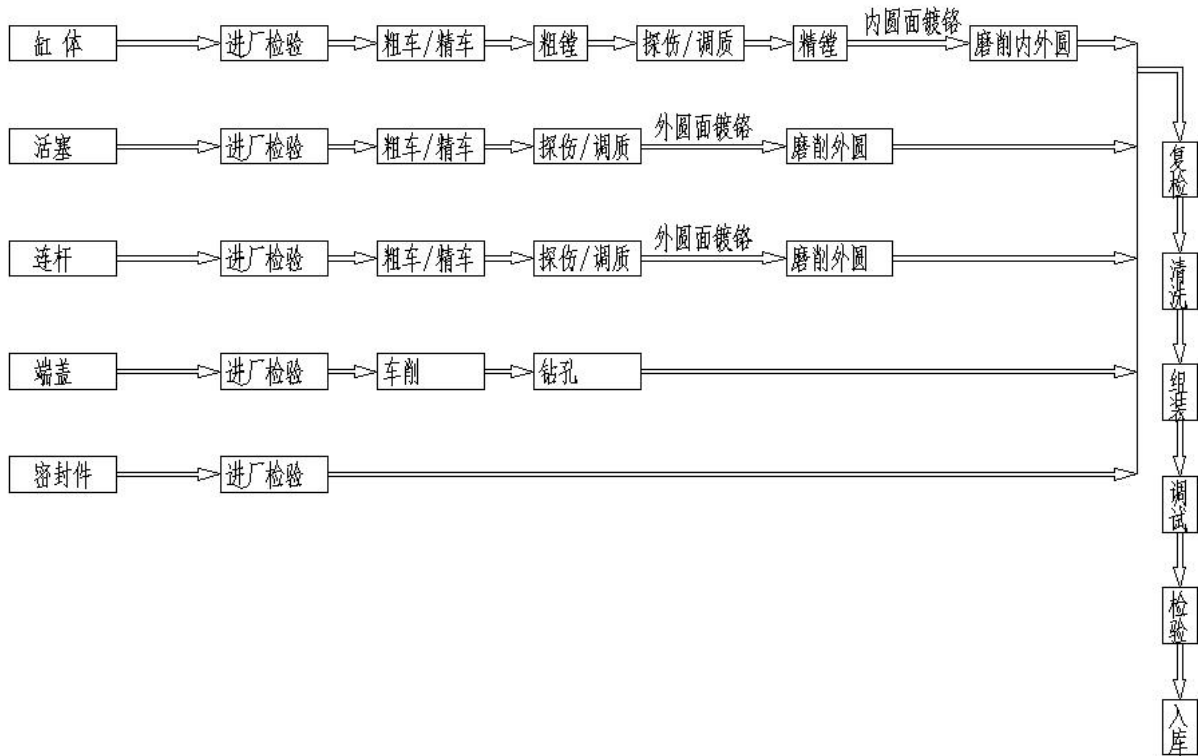 缸 体
进厂检验
粗车/精车
粗镗
探伤/调质
精镗
内圆面镀铬
磨削内外圆
活塞
进厂检验
粗车/精车
探伤/调质
外圆面镀铬
磨削外圆
连杆
进厂检验
粗车/精车
探伤/调质
外圆面镀铬
磨削外圆
端盖
进厂检验
车削
钻孔
密封件
进厂检验
复检
清洗
组装
调试
检验
入库